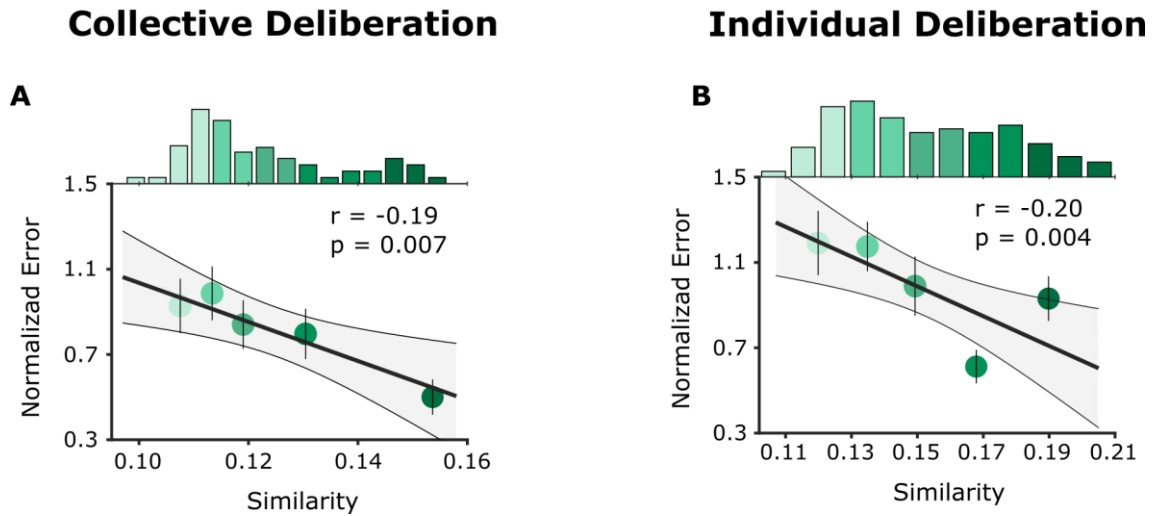 Collective Deliberation
A
r = -0.19
p = 0.007
1.5
1.1
0.7
0.3
Normalizad Error
0.10
0.12
0.14
0.16
Similarity
Individual Deliberation
B
r = -0.20
p = 0.004
1.5
1.1
0.7
0.3
Normalizad Error
0.11
0.13
0.15
0.17
0.19
0.21
Similarity